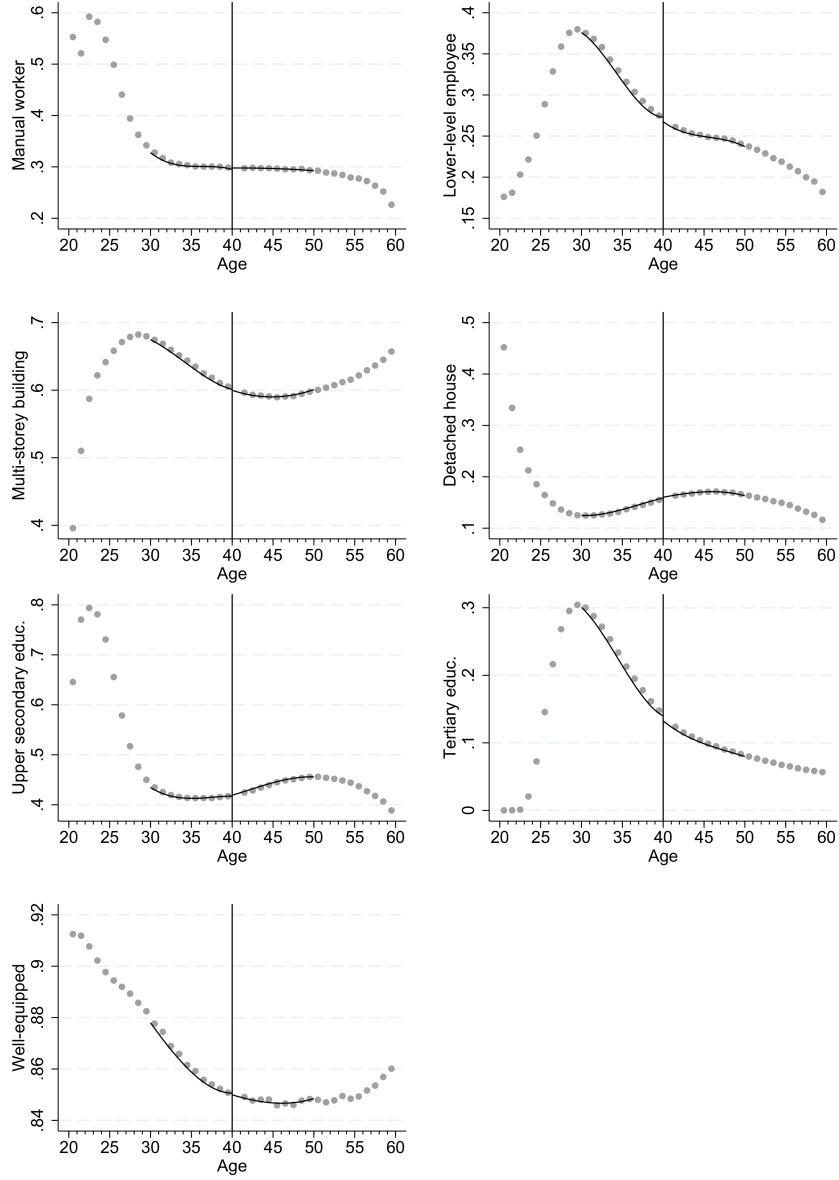 Manual worker
.6
.5
.4
.3
.2
20 25 30 35 40 45 50 55 60
Age
Lower-level employee
.4
.35
.3
.25
.2
.15
20 25 30 35 40 45 50 55 60
Age
Multi-storey building
.7
.6
.5
.4
20 25 30 35 40 45 50 55 60
Age
Detached house
.5
.4
.3
.2
.1
20 25 30 35 40 45 50 55 60
Age
Upper secondary educ.
.8
.7
.6
.5
.4
20 25 30 35 40 45 50 55 60
Age
Tertiary educ.
.3
.2
.1
0
20 25 30 35 40 45 50 55 60
Age
Well-equipped
.92
.9
.88
.86
.84
20 25 30 35 40 45 50 55 60
Age